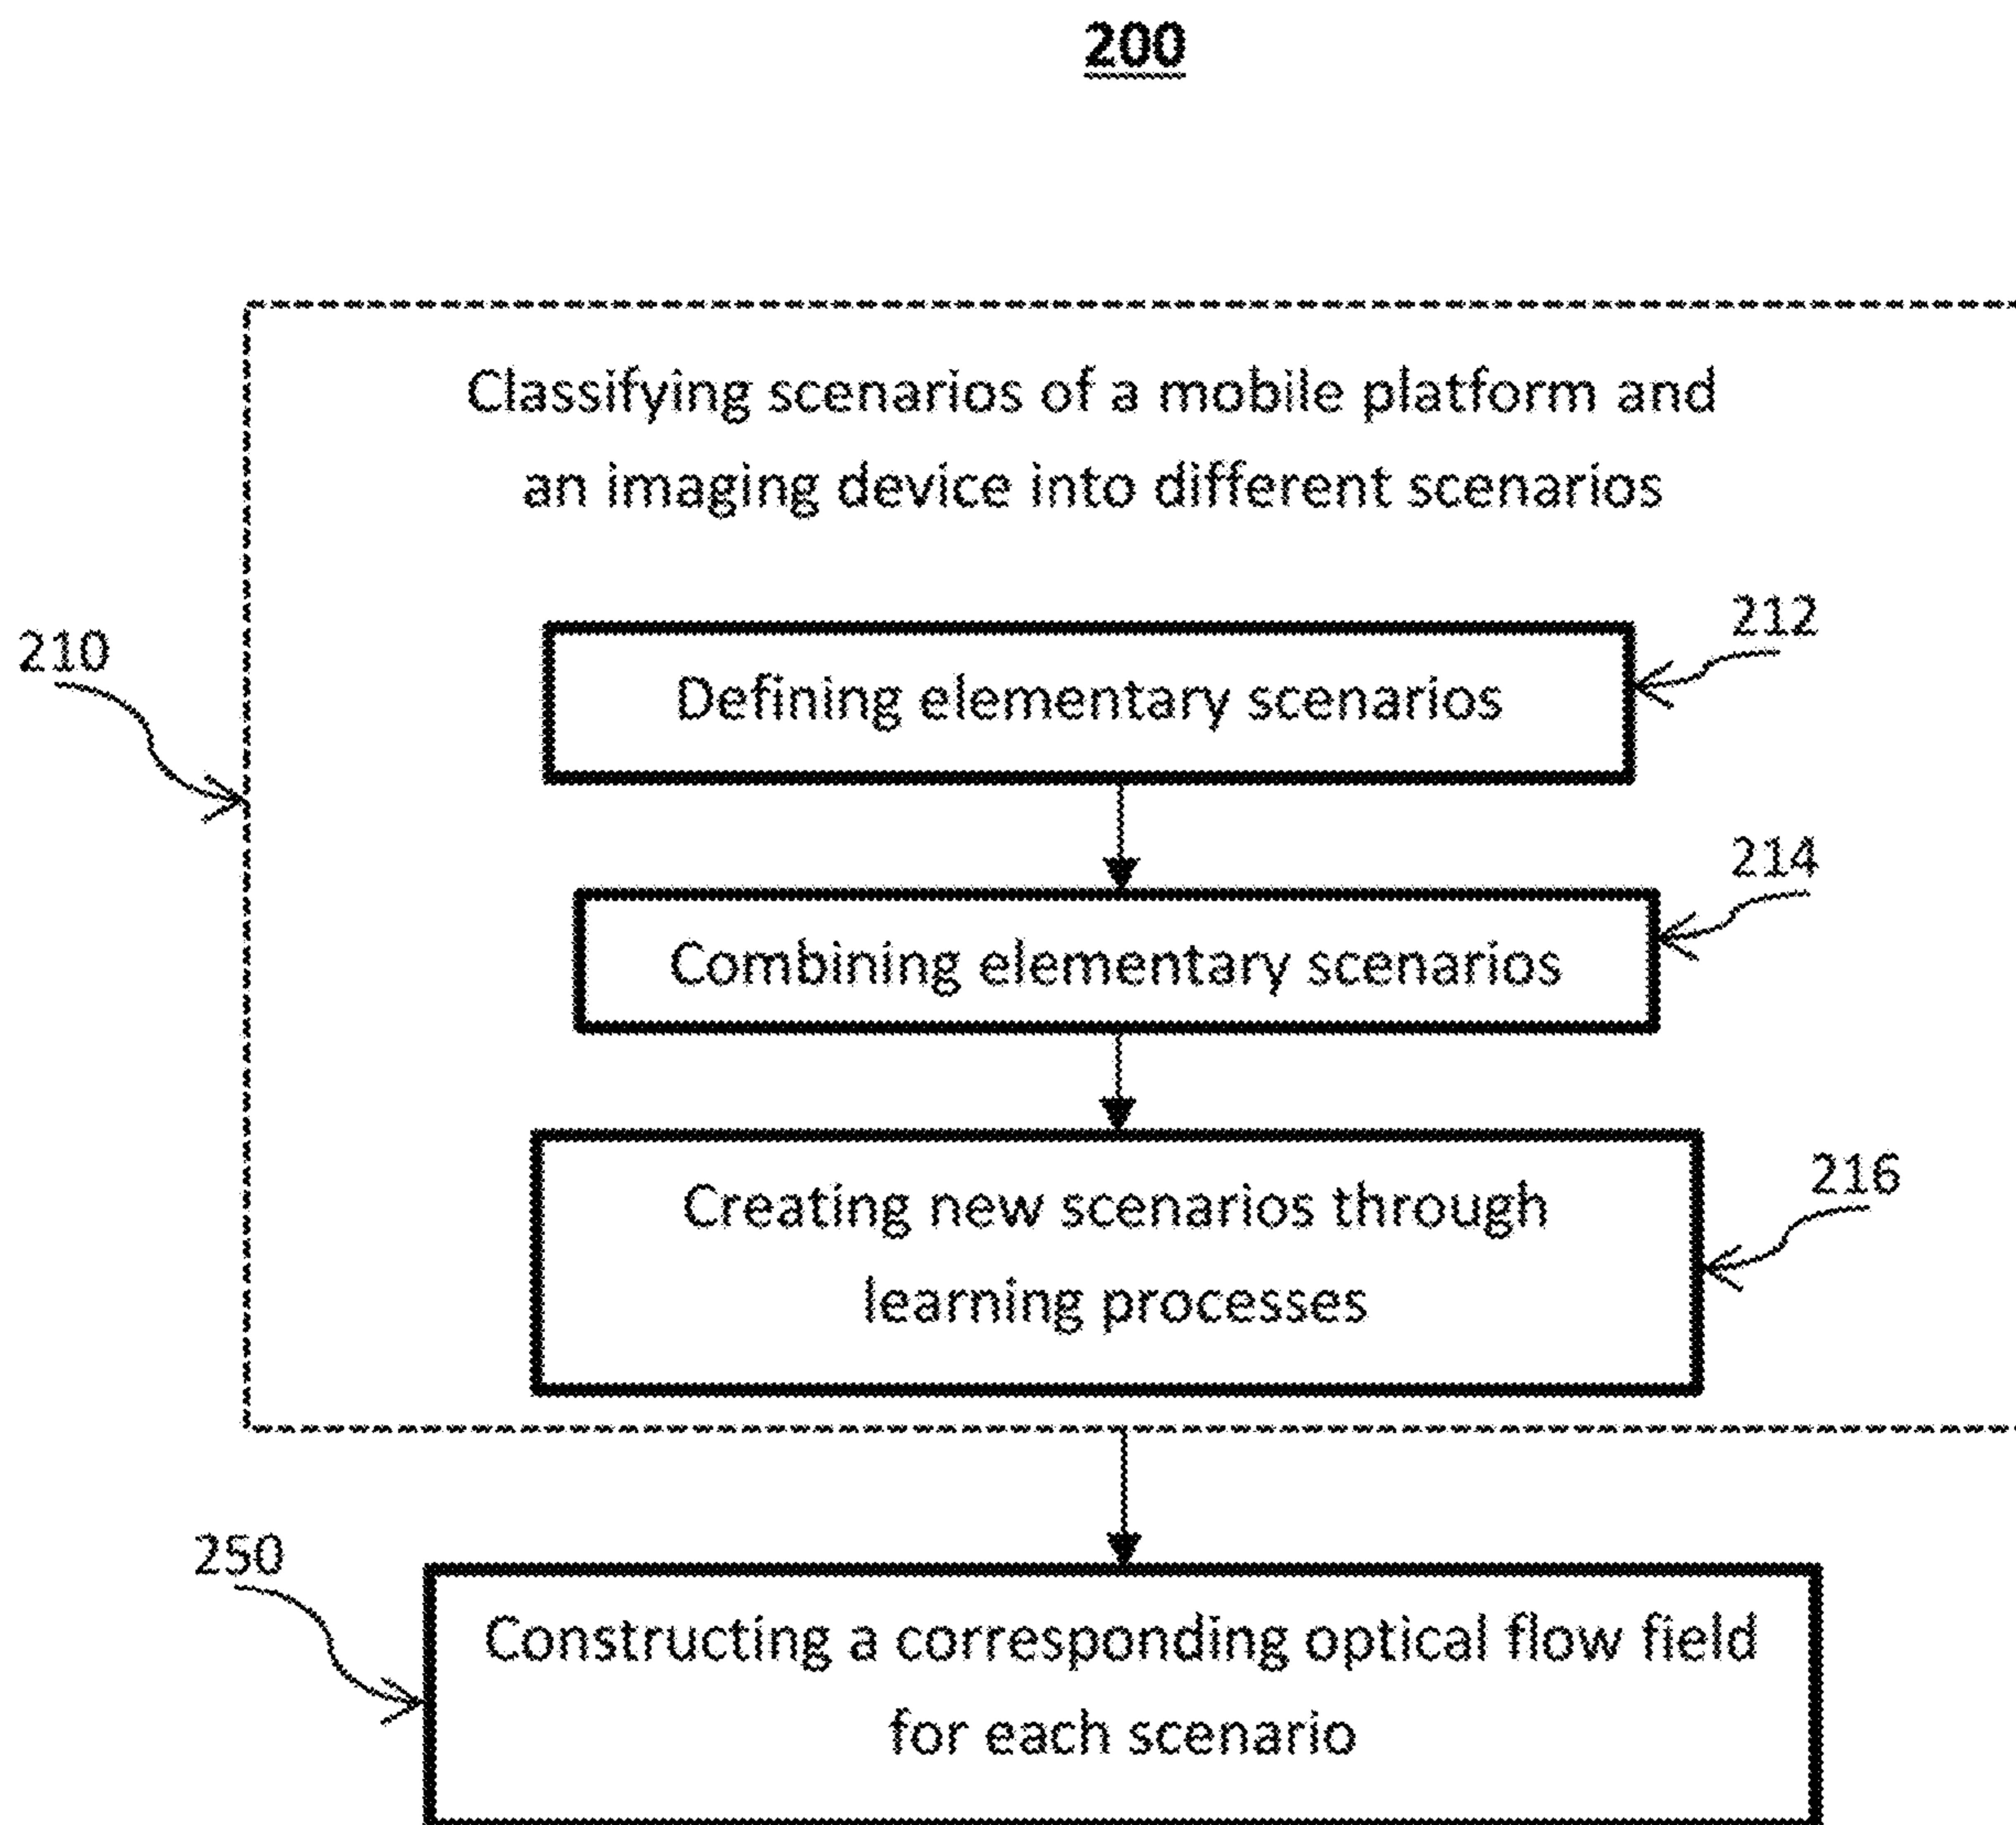 200
Classifying scenarios of a mobile platform and
an imaging device into different scenarios
210
212
Defining elementary scenarios
214
Combining elementary scenarios
216
Creating new scenarios through
learning processes
250
Constructing a corresponding optical flow field
for each scenario